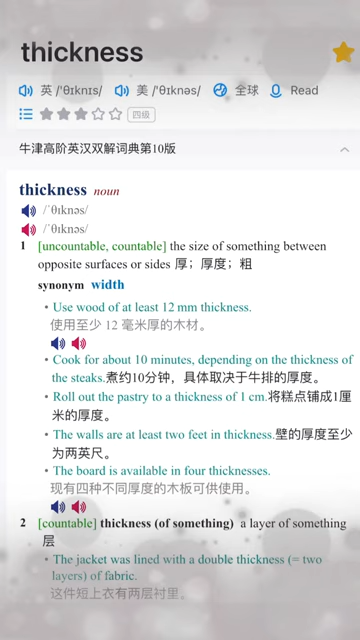 thickness
英 /'θɪknɪs/ 美 /'θɪknəs/ 全球 Read
四级
牛津高阶英汉双解词典第10版
thickness noun
/ˈθɪknəs/
/ˈθɪknəs/
1 [uncountable, countable] the size of something between
opposite surfaces or sides 厚；厚度；粗
synonym width
• Use wood of at least 12 mm thickness.
使用至少 12 毫米厚的木材。
• Cook for about 10 minutes, depending on the thickness of
the steaks.煮约10分钟，具体取决于牛排的厚度。
• Roll out the pastry to a thickness of 1 cm.将糕点铺成1厘
米的厚度。
• The walls are at least two feet in thickness.壁的厚度至少
为两英尺。
• The board is available in four thicknesses.
现有四种不同厚度的木板可供使用。
2 [countable] thickness (of something) a layer of something
层
• The jacket was lined with a double thickness (= two
layers) of fabric.
这件短上衣有两层衬里。